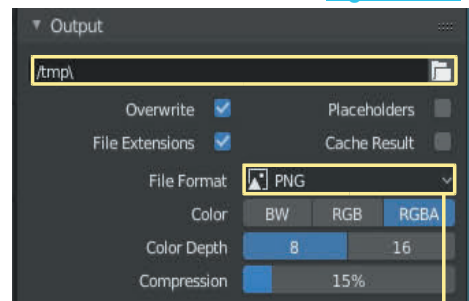 Output
/tmp\
Overwrite Placeholders
File Extensions Cache Result
File Format PNG
Color BW RGB RGBA
Color Depth 8 16
Compression 15%